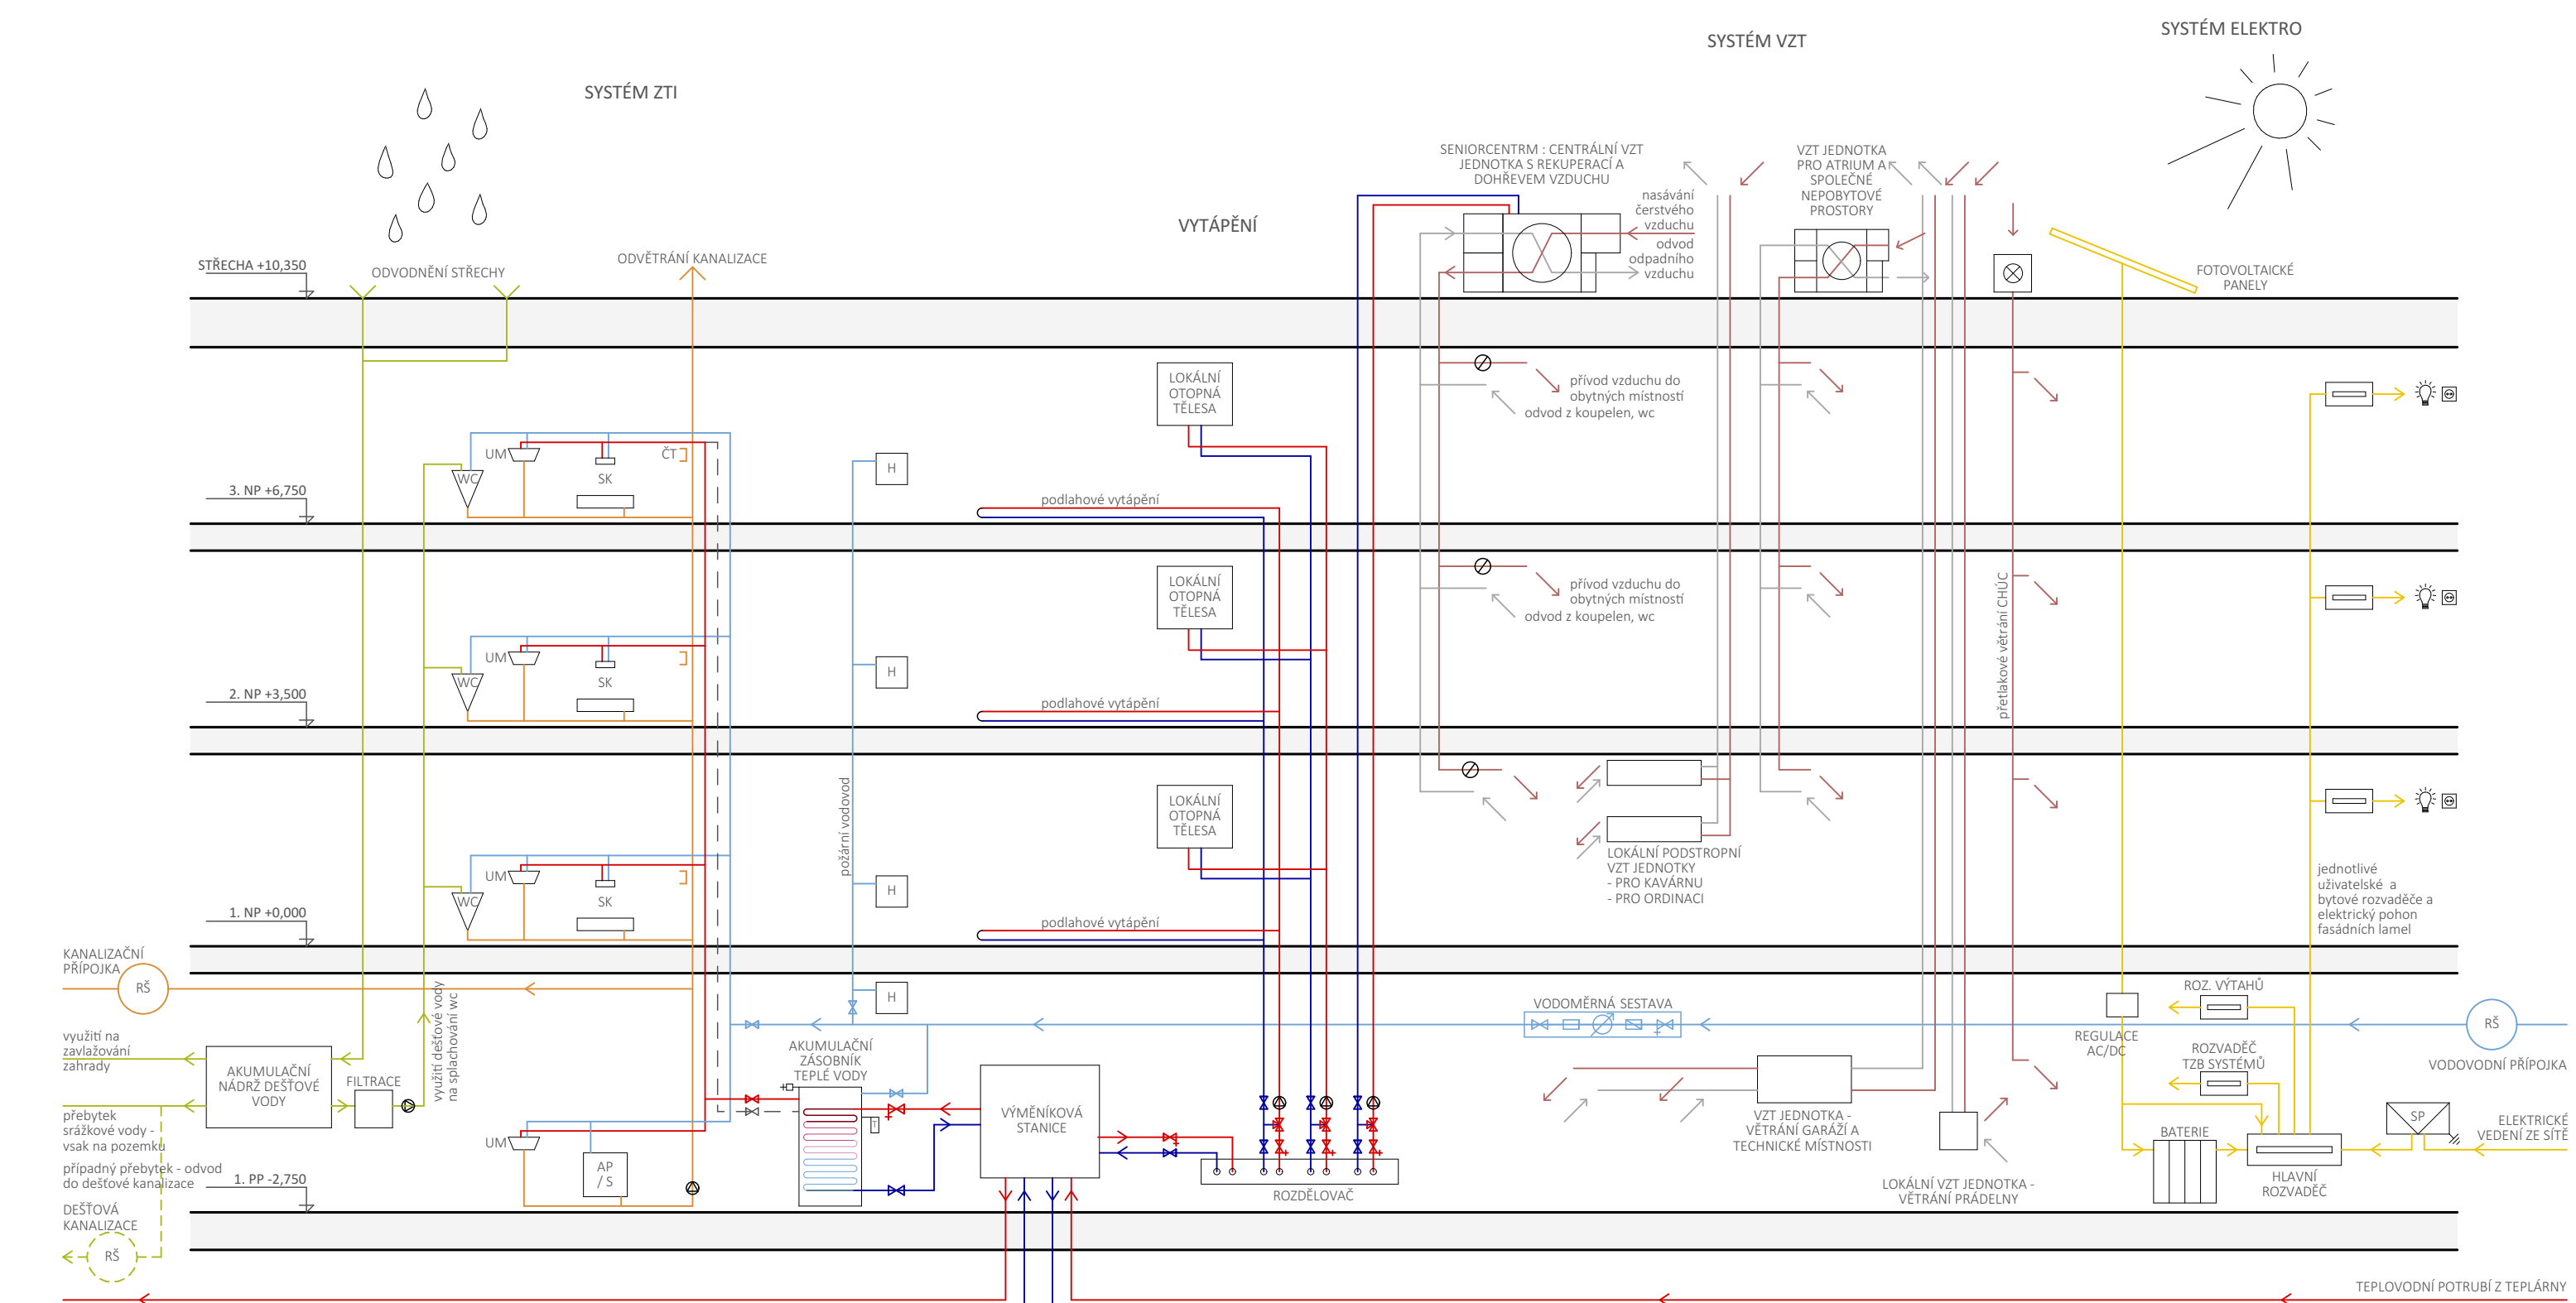 SYSTÉM ELEKTRO
SYSTÉM VZT
SYSTÉM ZTI
VYTÁPĚNÍ
SENIORCENTRM : CENTRÁLNÍ VZT
JEDNOTKA S REKUPERACÍ A
DOHŘEVEM VZDUCHU
nasávání
čerstvého
vzduchu
odvod
odpadního
vzduchu
VZT JEDNOTKA
PRO ATRIUM A
SPOLEČNÉ
NEPOBYTOVÉ
PROSTORY
FOTOVOLTAICKÉ
PANELY
STŘECHA +10,350
ODVODNĚNÍ STŘECHY
ODVĚTRÁNÍ KANALIZACE
LOKÁLNÍ
OTOPNÁ
TĚLESA
přívod vzduchu do
obytných místností
odvod z koupelen, wc
UM
WC
SK
ČT
H
3. NP +6,750
podlahové vytápění
LOKÁLNÍ
OTOPNÁ
TĚLESA
přívod vzduchu do
obytných místností
odvod z koupelen, wc
UM
WC
SK
H
2. NP +3,500
podlahové vytápění
přetlakové větrání CHÚC
požární vodovod
LOKÁLNÍ
OTOPNÁ
TĚLESA
UM
WC
SK
H
LOKÁLNÍ PODSTROPNÍ
VZT JEDNOTKY
- PRO KAVÁRNU
- PRO ORDINACI
jednotlivé
uživatelské a
bytové rozvaděče a
elektrický pohon
fasádních lamel
1. NP +0,000
podlahové vytápění
KANALIZAČNÍ
PŘÍPOJKA
RŠ
využití dešťové vody
na splachování wc
H
VODOMĚRNÁ SESTAVA
ROZ. VÝTAHŮ
REGULACE
AC/DC
RŠ
VODOVODNÍ PŘÍPOJKA
využití na
zavlažování
zahrady
AKUMULAČNÍ
NÁDRŽ DEŠŤOVÉ
VODY
FILTRACE
AKUMULAČNÍ
ZÁSOBNÍK
TEPLÉ VODY
T
VÝMĚNÍKOVÁ
STANICE
ROZVADĚČ
TZB SYSTÉMŮ
přebytek
srážkové vody -
vsak na pozemku
UM
AP
/ S
VZT JEDNOTKA -
VĚTRÁNÍ GARÁŽÍ A
TECHNICKÉ MÍSTNOSTI
BATERIE
SP
ELEKTRICKÉ
VEDENÍ ZE SÍTĚ
případný přebytek - odvod
do dešťové kanalizace
1. PP -2,750
ROZDĚLOVAČ
LOKÁLNÍ VZT JEDNOTKA -
VĚTRÁNÍ PRÁDELNY
HLAVNÍ
ROZVADĚČ
DEŠŤOVÁ
KANALIZACE
RŠ
TEPLOVODNÍ POTRUBÍ Z TEPLÁRNY